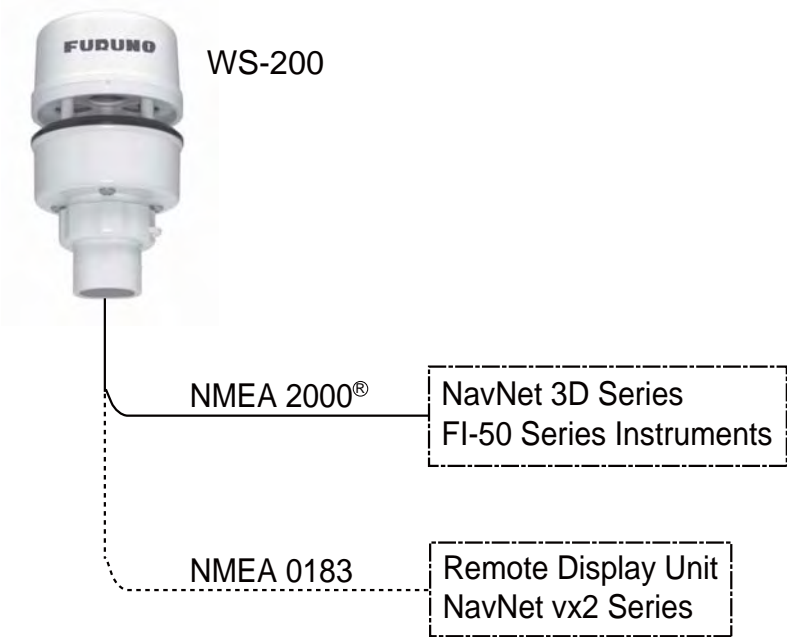 FURUNO
WS-200
NMEA 2000®
NavNet 3D Series
FI-50 Series Instruments
NMEA 0183
Remote Display Unit
NavNet vx2 Series